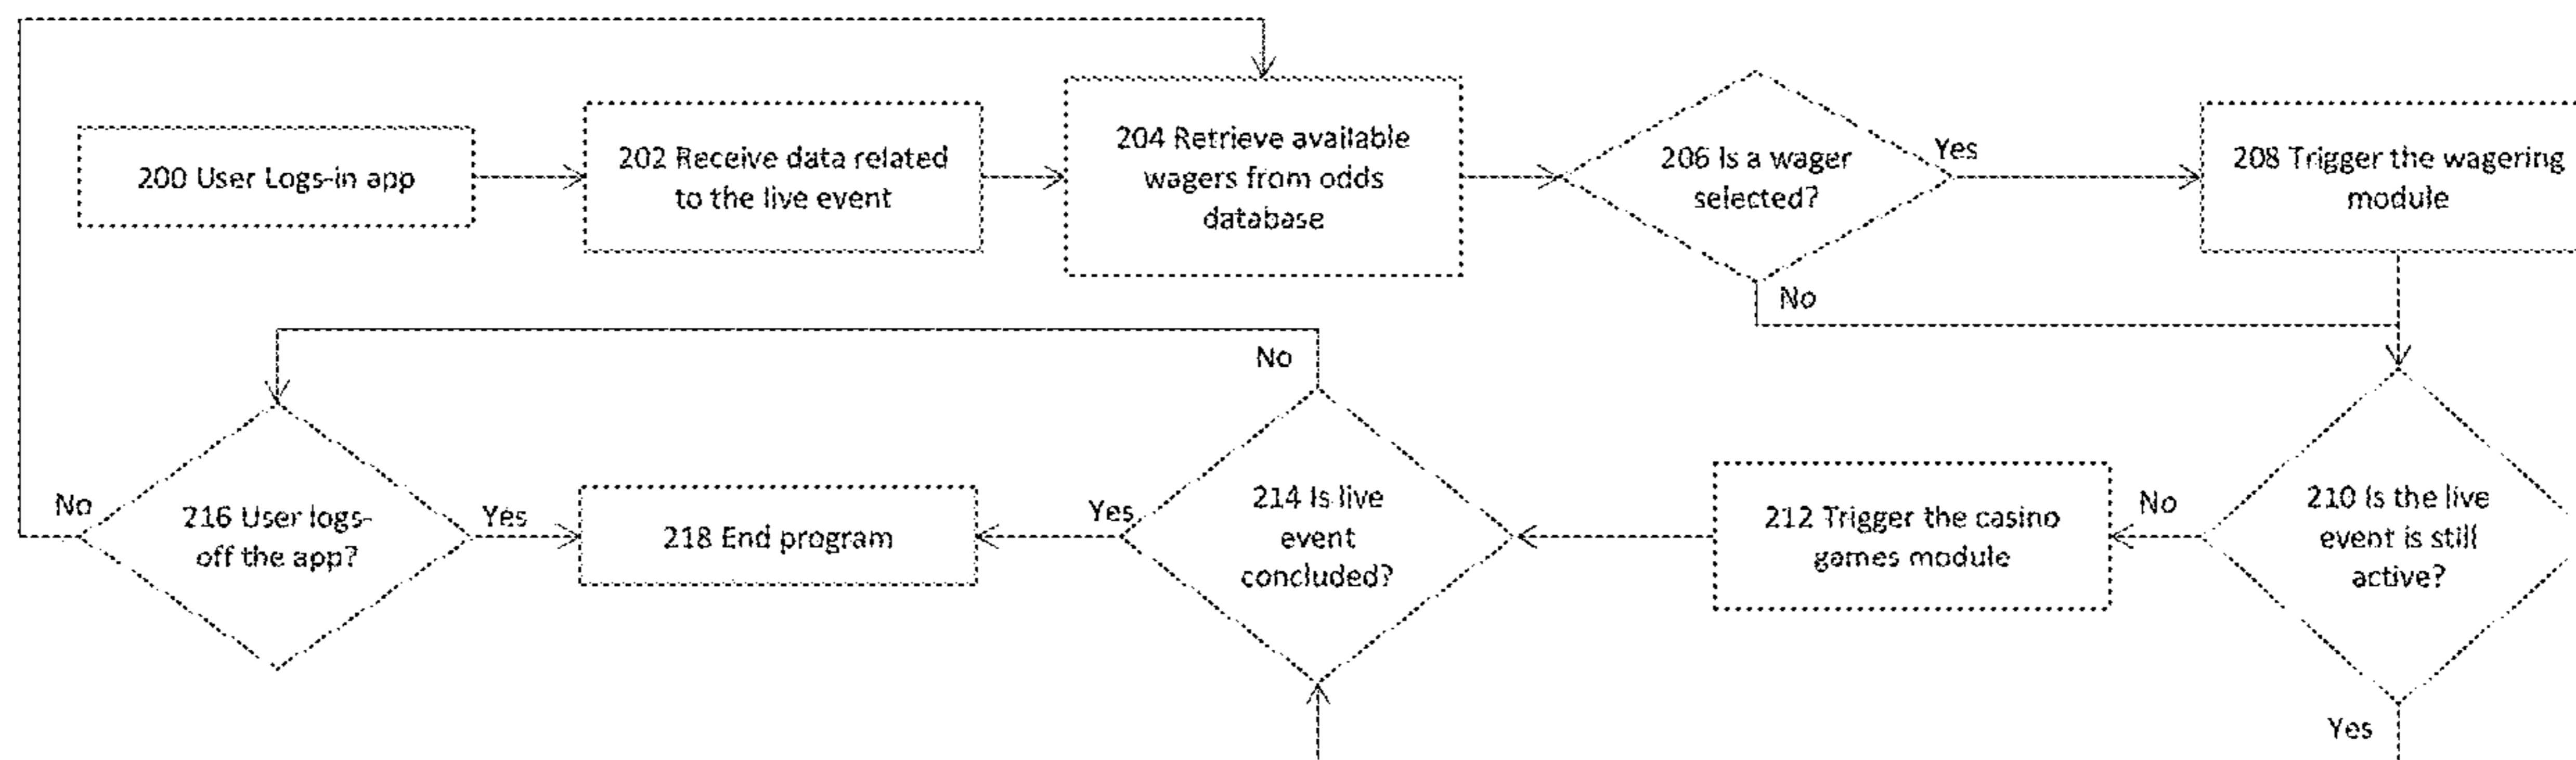 200 User Logs-in app
202 Receive data related
to the live event
204 Retrieve available
wagers from odds
database
206 Is a wager
selected?
Yes
208 Trigger the wagering
module
No
No
No
216 User logs-
off the app?
Yes
218 End program
Yes
214 Is live
event
concluded?
212 Trigger the casino
games module
No
210 Is the live
event is still
active?
Yes